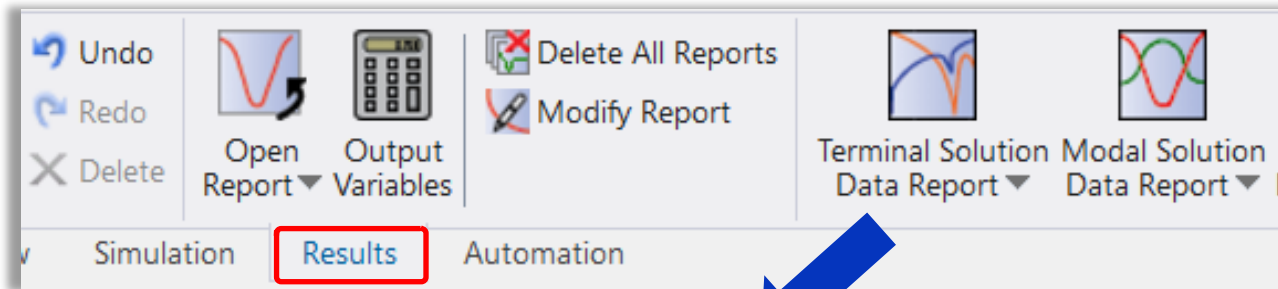 Undo
Redo
Delete
Open
Report
Output
Variables
Delete All Reports
Modify Report
Terminal Solution
Data Report
Modal Solution
Data Report
Simulation
Results
Automation